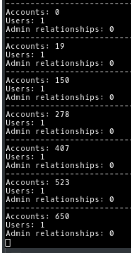 --------------------
Accounts: 0
Users: 1
Admin relationships: 0
--------------------
Accounts: 19
Users: 1
Admin relationships: 0
--------------------
Accounts: 150
Users: 1
Admin relationships: 0
--------------------
Accounts: 278
Users: 1
Admin relationships: 0
--------------------
Accounts: 407
Users: 1
Admin relationships: 0
--------------------
Accounts: 523
Users: 1
Admin relationships: 0
--------------------
Accounts: 650
Users: 1
Admin relationships: 0